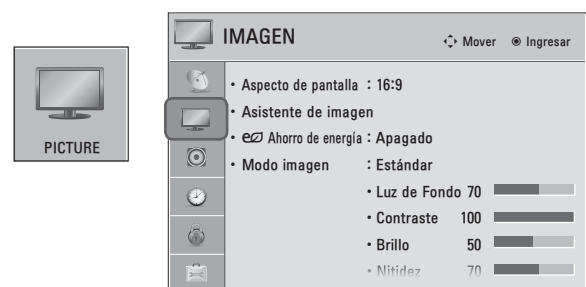 PICTURE
IMAGEN
Mover Ingresar
• Aspecto de pantalla : 16:9
• Asistente de imagen
• Ahorro de energía : Apagado
• Modo imagen : Estándar
• Luz de Fondo 70
• Contraste 100
• Brillo 50
• Nitidez 70